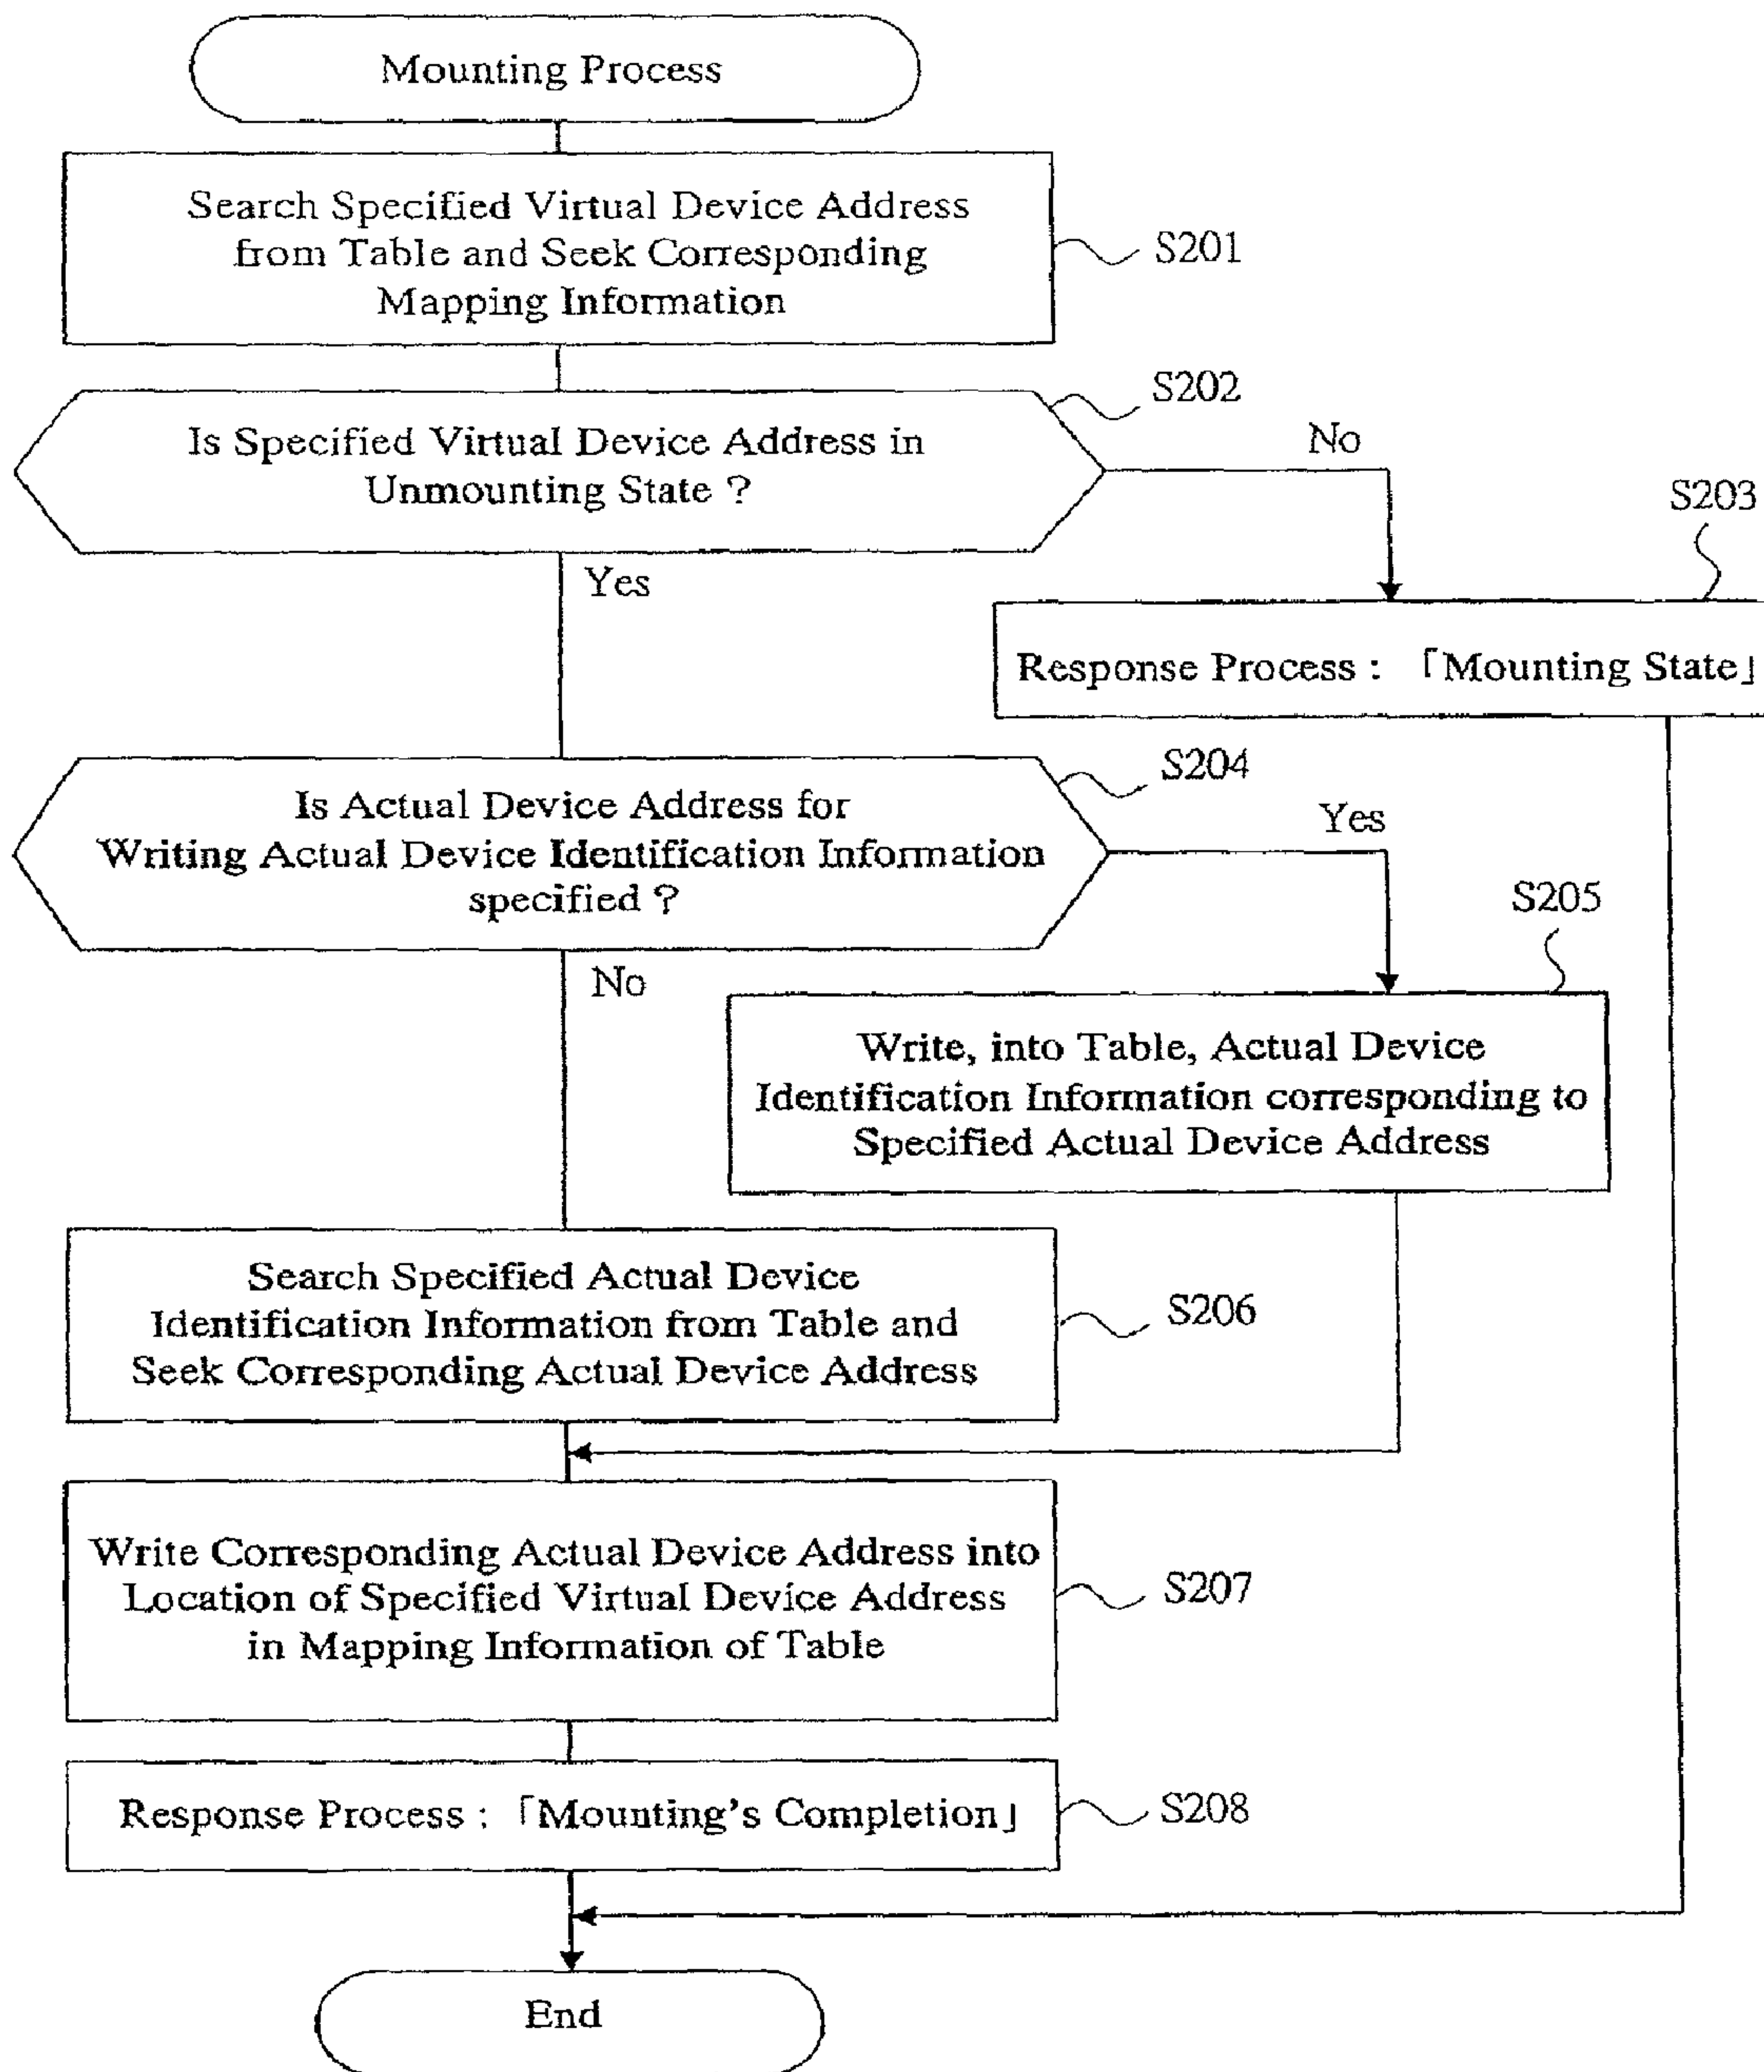 Mounting Process
Search Specified Virtual Device Address
from Table and Seek Corresponding
Mapping Information
S201
S202
Is Specified Virtual Device Address in
Unmounting State ?
No
Yes
S203
Response Process : 「Mounting State」
S204
Is Actual Device Address for
Writing Actual Device Identification Information
specified ?
Yes
No
S205
Write, into Table, Actual Device
Identification Information corresponding to
Specified Actual Device Address
Search Specified Actual Device
Identification Information from Table and
Seek Corresponding Actual Device Address
S206
Write Corresponding Actual Device Address into
Location of Specified Virtual Device Address
in Mapping Information of Table
S207
Response Process : 「Mounting's Completion」
S208
End